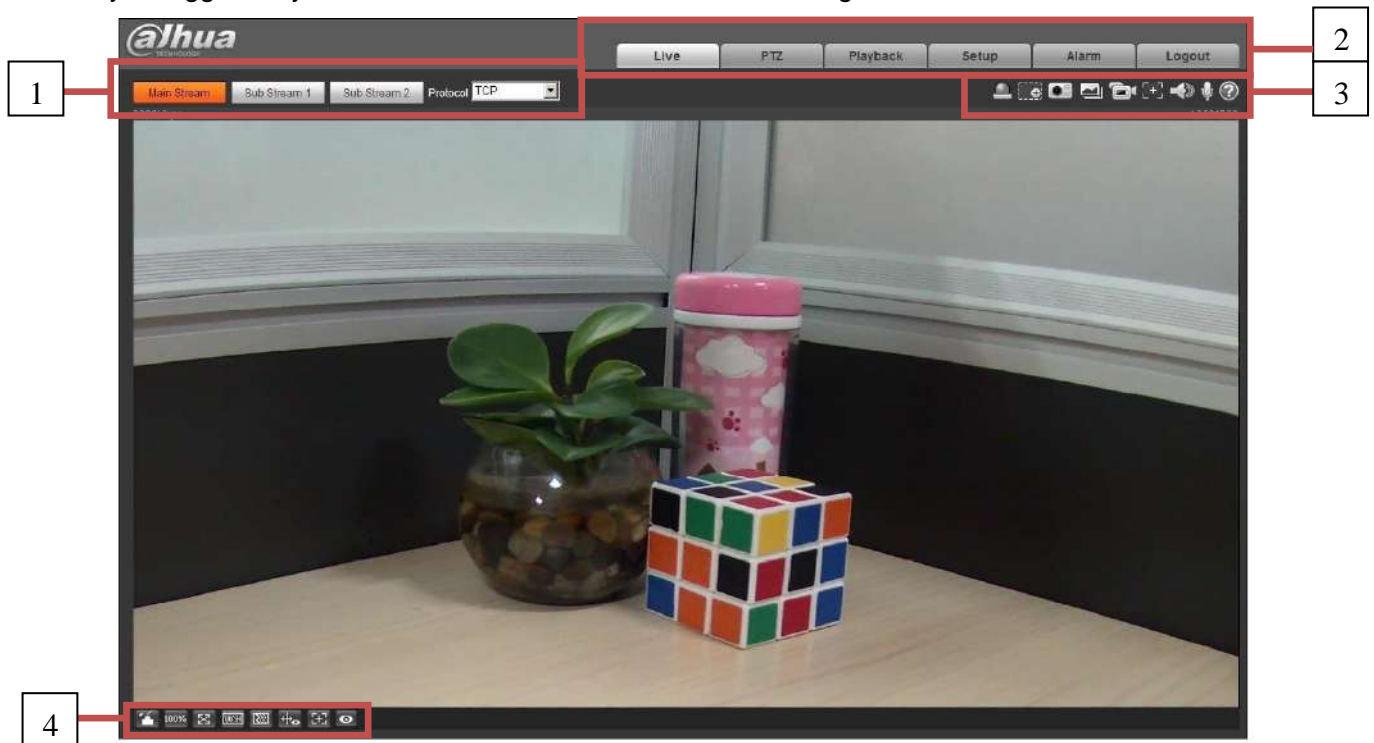 alhua
TECHNOLOGY
Live PTZ Playback Setup Alarm Logout
2
1
Main Stream Sub Stream 1 Sub Stream 2 Protocol TCP
3
4
100%